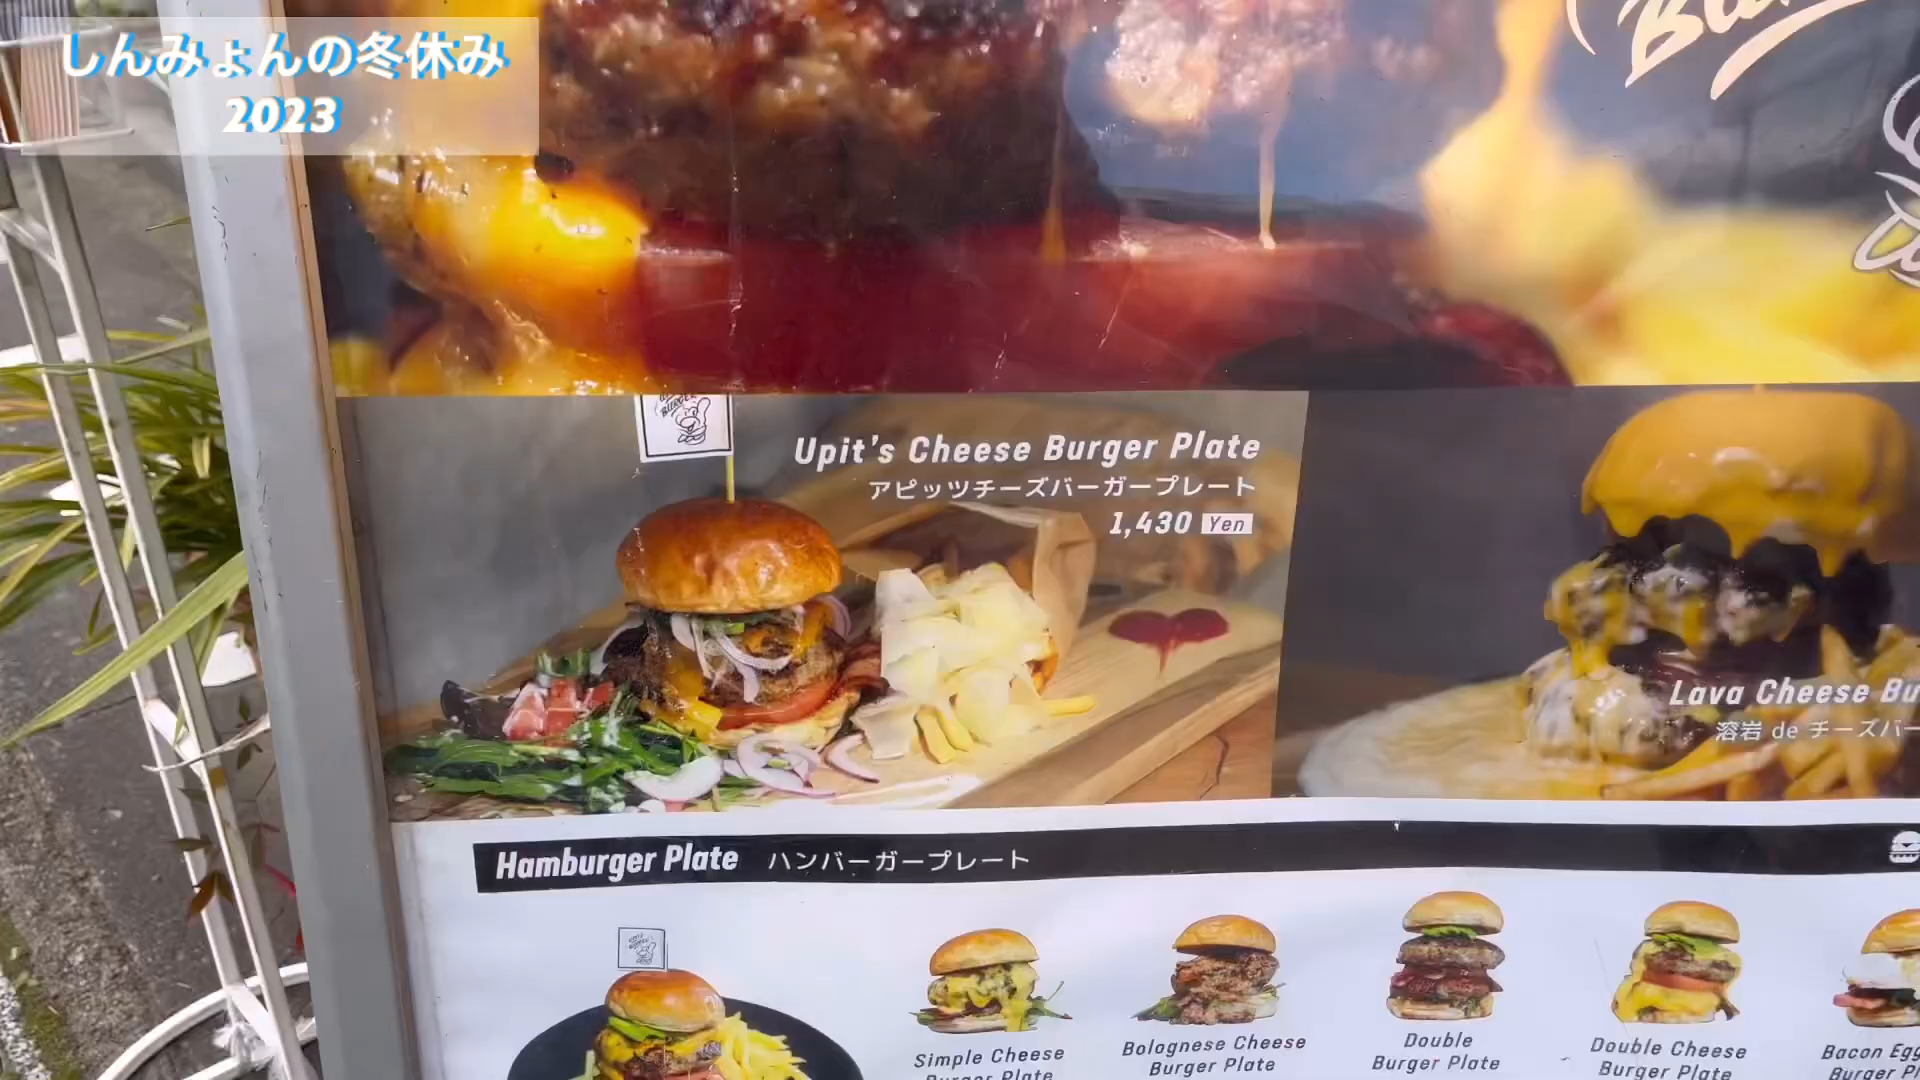 しんみょんの冬休み
2023
BURGER
Upit's Cheese Burger Plate
アピッツチーズバーガープレート
1,430 Yen
Lava Cheese
溶岩 de チーズバー
Hamburger Plate ハンバーガープレート
Simple Cheese
Burger Plate
Bolognese Cheese
Burger Plate
Double
Burger Plate
Double Cheese
Burger Plate
Bacon